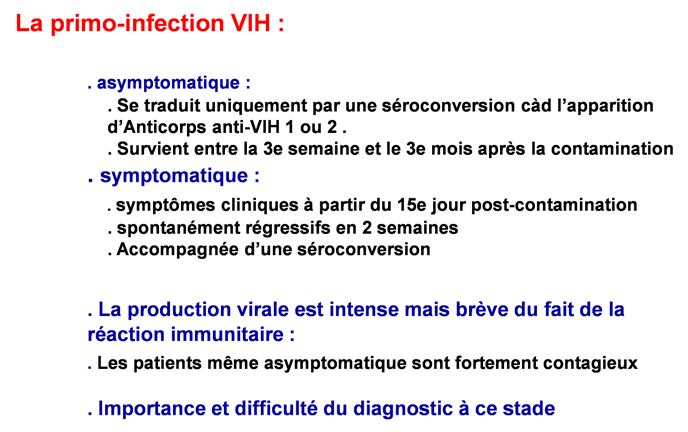 La primo-infection VIH :
. asymptomatique :
. Se traduit uniquement par une séroconversion càd l’apparition
d’Anticorps anti-VIH 1 ou 2 .
. Survient entre la 3e semaine et le 3e mois après la contamination
. symptomatique :
. symptômes cliniques à partir du 15e jour post-contamination
. spontanément régressifs en 2 semaines
. Accompagnée d’une séroconversion
. La production virale est intense mais brève du fait de la
réaction immunitaire :
. Les patients même asymptomatique sont fortement contagieux
. Importance et difficulté du diagnostic à ce stade